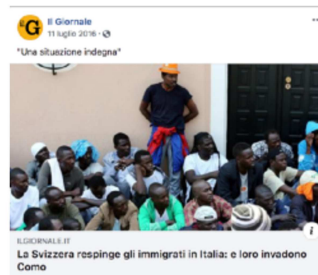 IL G
Il Giornale
11 luglio 2016 ·
"Una situazione indegna"
ILGIORNALE.IT
La Svizzera respinge gli immigrati in Italia: e loro invadono
Como